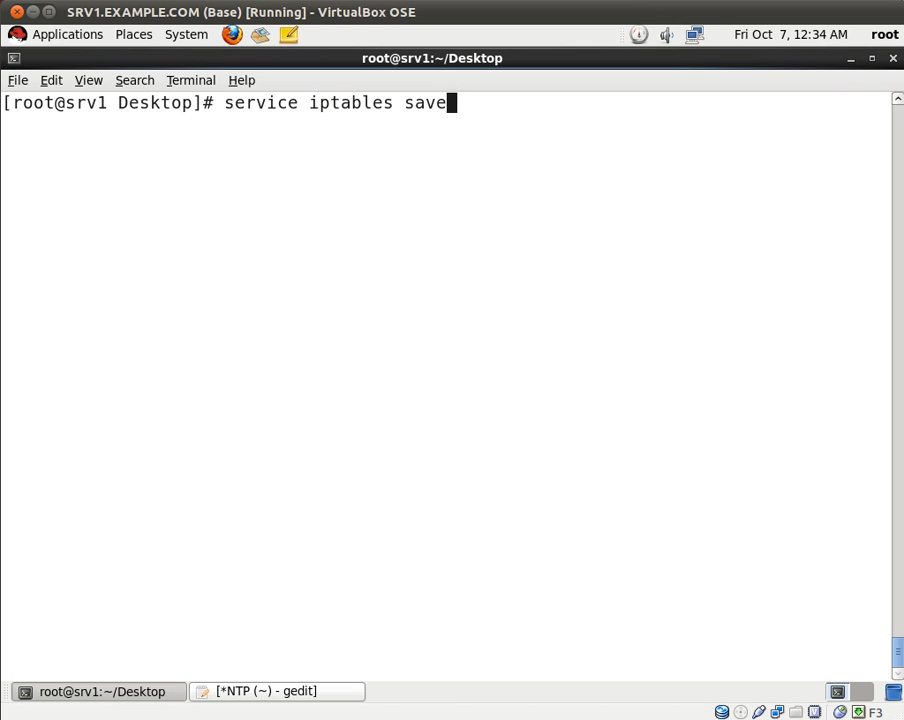 SRV1.EXAMPLE.COM (Base) [Running] - VirtualBox OSE
Applications Places System Fri Oct 7, 12:34 AM root
root@srv1:~/Desktop
File Edit View Search Terminal Help
[root@srv1 Desktop]# service iptables save
root@srv1:~/Desktop [*NTP (~) - gedit]
F3